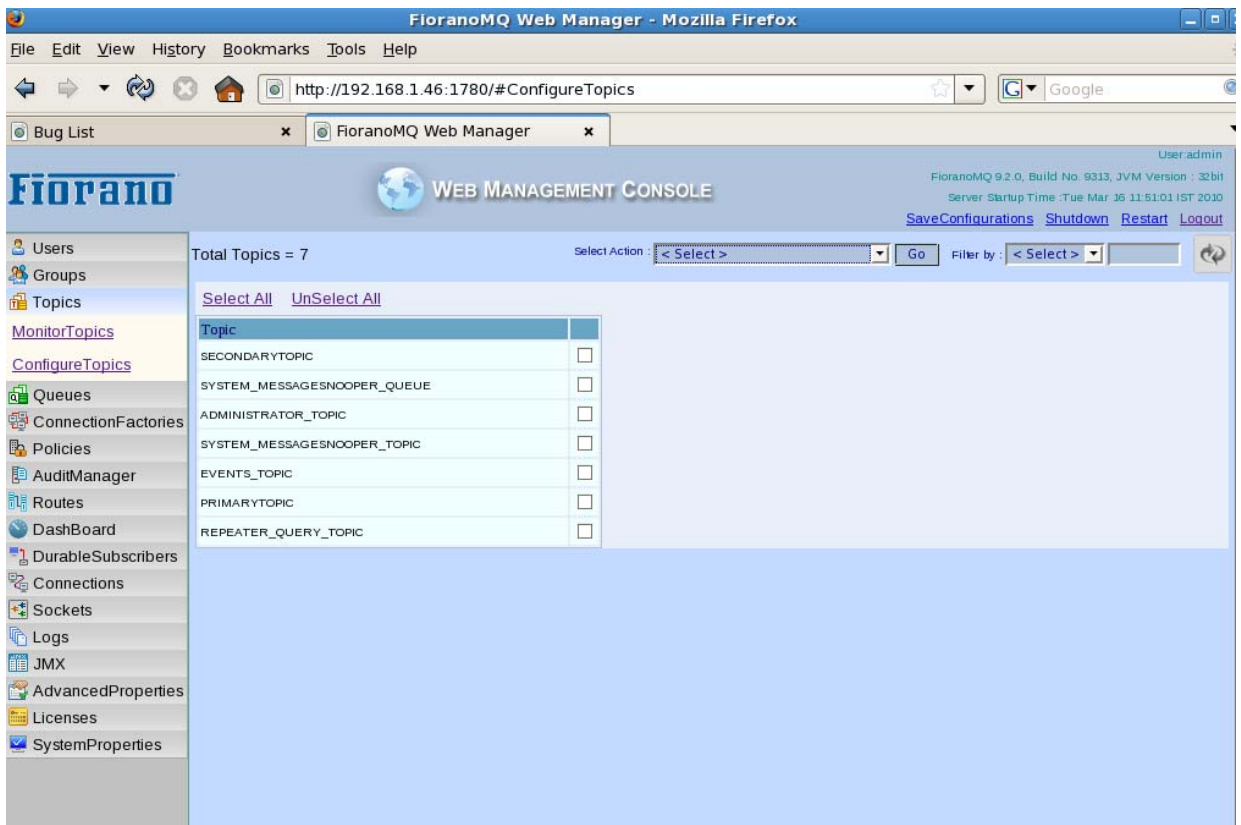 FioranoMQ Web Manager - Mozilla Firefox
File Edit View History Bookmarks Tools Help
http://192.168.1.46:1780/#ConfigureTopics
G Google
Bug List
FioranoMQ Web Manager
User:admin
Fiorano
WEB MANAGEMENT CONSOLE
FioranoMQ 9.2.0, Build No. 9313, JVM Version : 32bit
Server Startup Time :Tue Mar 16 11:51:01 IST 2010
SaveConfigurations Shutdown Restart Logout
Users
Groups
Topics
MonitorTopics
ConfigureTopics
Queues
ConnectionFactories
Policies
AuditManager
Routes
DashBoard
DurableSubscribers
Connections
Sockets
Logs
JMX
AdvancedProperties
Licenses
SystemProperties
Total Topics = 7
Select Action : < Select > Go Filter by : < Select >
Select All UnSelect All
Topic
SECONDARYTOPIC
SYSTEM_MESSAGESNOOPER_QUEUE
ADMINISTRATOR_TOPIC
SYSTEM_MESSAGESNOOPER_TOPIC
EVENTS_TOPIC
PRIMARYTOPIC
REPEATER_QUERY_TOPIC